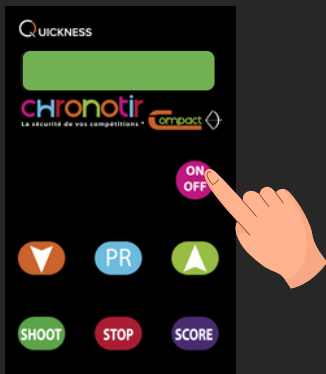 QUICKNESS
CHRONOTIR
La sécurité de vos compétitions • Compact
ON
OFF
PR
SHOOT STOP SCORE